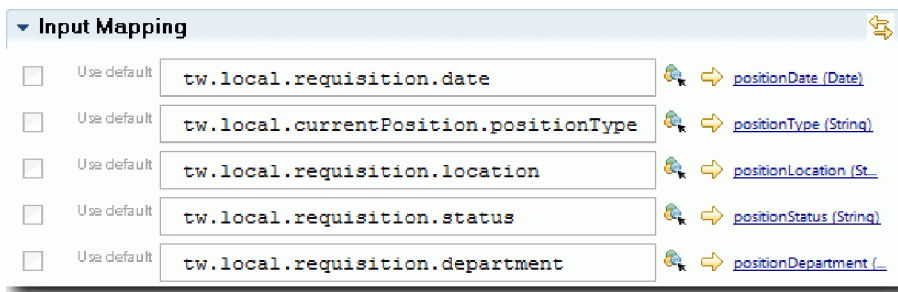 Input Mapping
Use default tw.local.requisition.date positionDate (Date)
Use default tw.local.currentPosition.positionType positionType (String)
Use default tw.local.requisition.location positionLocation (St...
Use default tw.local.requisition.status positionStatus (String)
Use default tw.local.requisition.department positionDepartment (...